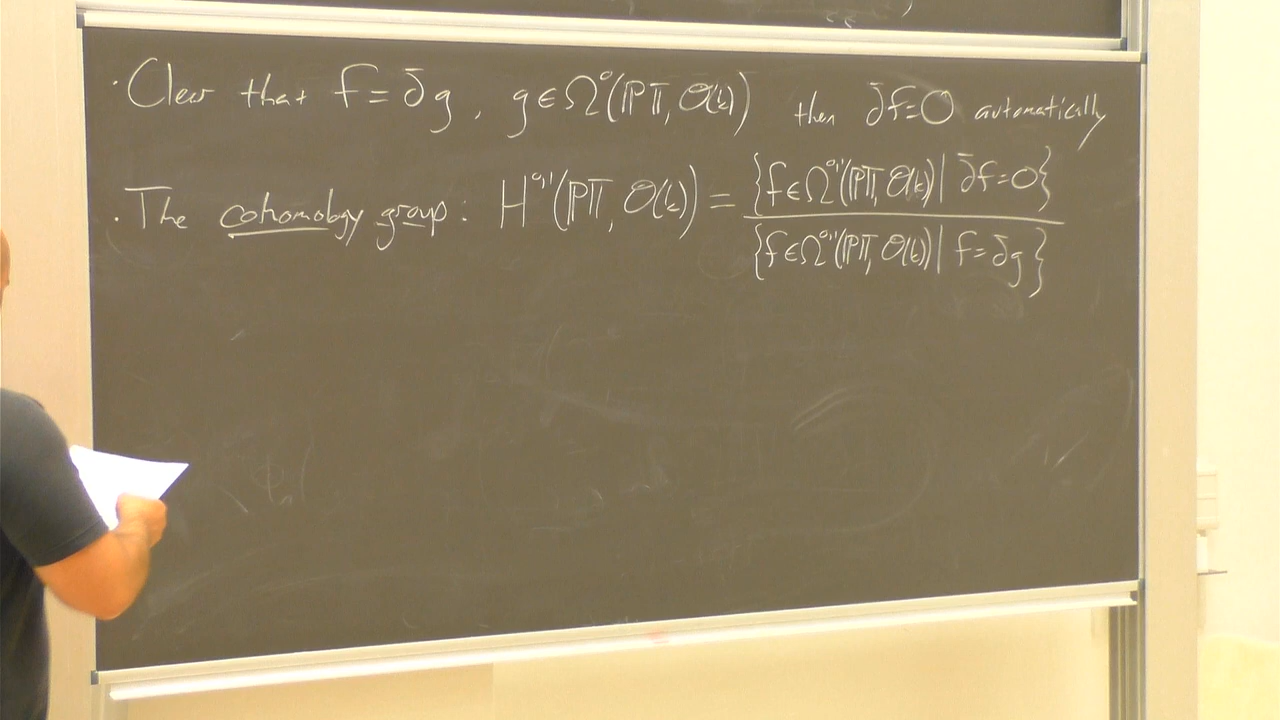 · Clear that f = ∂̄g , g ∈ Ω⁰(ℙ𝕋, 𝒪(k)) then ∂̄f=0 automatically
· The cohomology group : H⁰,¹(ℙ𝕋, 𝒪(k)) = {f ∈ Ω⁰,¹(ℙ𝕋, 𝒪(k)) | ∂̄f=0}
{f ∈ Ω⁰,¹(ℙ𝕋, 𝒪(k)) | f=∂̄g}